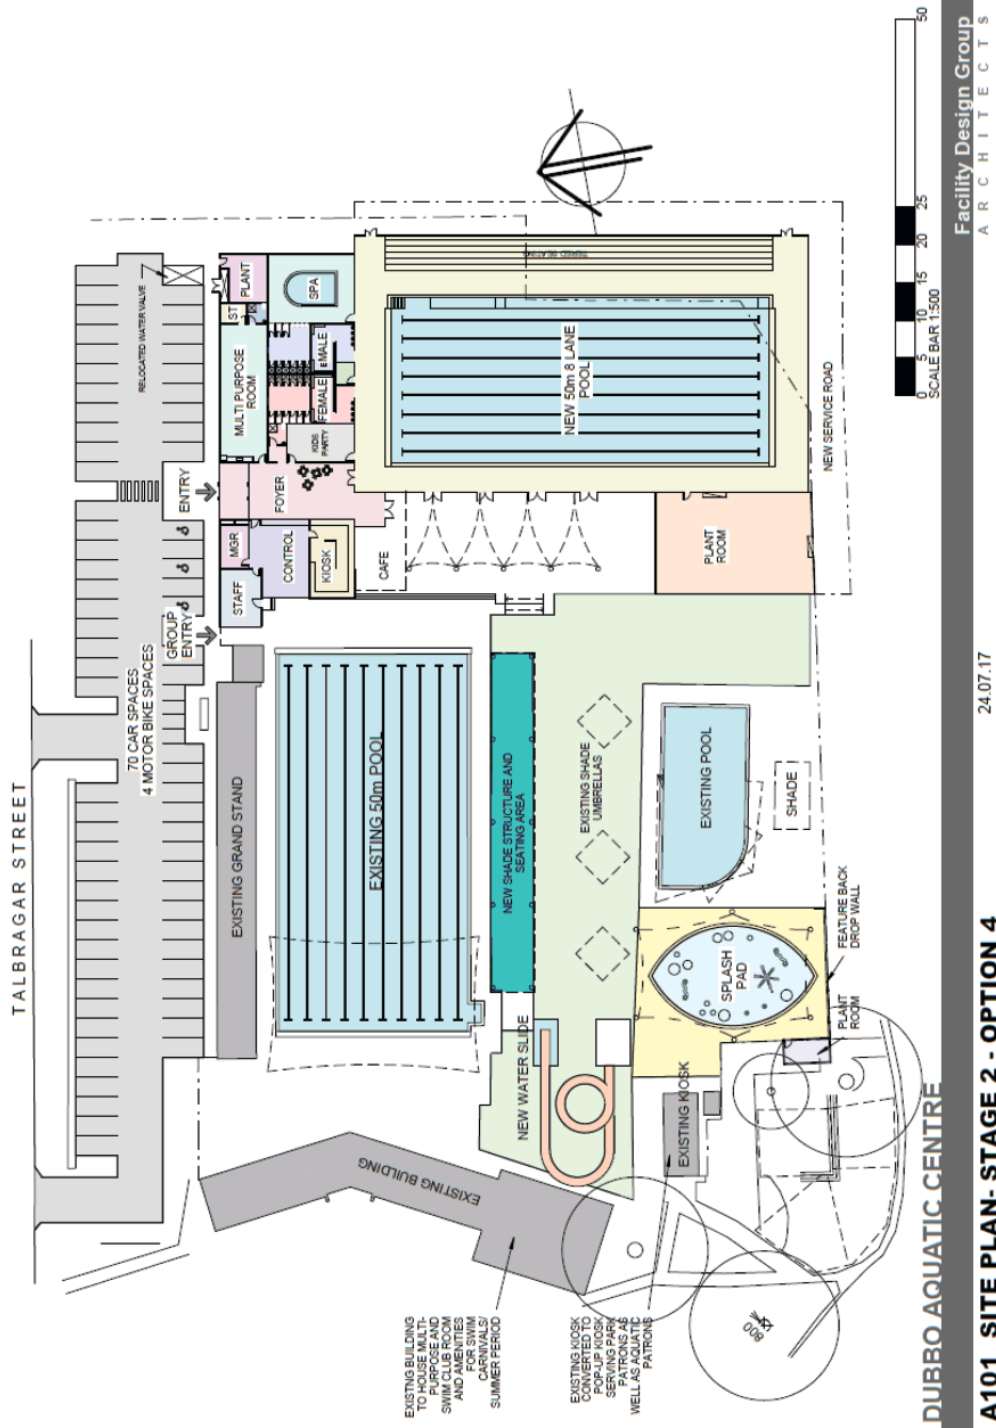 TALBRAGAR STREET
70 CAR SPACES
4 MOTOR BIKE SPACES
RELOCATED WATER VALVE
GROUP
ENTRY
ENTRY
EXISTING GRAND STAND
STAFF
MGR
CONTROL
KIOSK
FOYER
CAFE
MULTI PURPOSE
ROOM
ST
PLANT
KIDS
PARTY
FEMALE
MALE
SPA
EXISTING 50m POOL
NEW 50m 8 LANE
POOL
TIERED SEATING
EXISTING BUILDING
NEW WATER SLIDE
NEW SHADE STRUCTURE AND
SEATING AREA
EXISTING SHADE
UMBRELLAS
PLANT
ROOM
EXISTING KIOSK
SPLASH
PAD
EXISTING POOL
SHADE
NEW SERVICE ROAD
PLANT
ROOM
FEATURE BACK
DROP WALL
EXISTNG BUILDING
TO HOUSE MULTI-
PURPOSE AND
SWIM CLUB ROOM
AND AMENITIES
FOR SWIM
CARNIVALS/
SUMMER PERIOD
EXISTING KIOSK
CONVERTED TO
POP-UP KIOSK
SERVING PARK
PATRONS AS
WELL AS AQUATIC
PATRONS
800
0 5 10 15 20 25 50
SCALE BAR 1:500
DUBBO AQUATIC CENTRE
Facility Design Group
ARCHITECTS
A101 SITE PLAN- STAGE 2 - OPTION 4
24.07.17